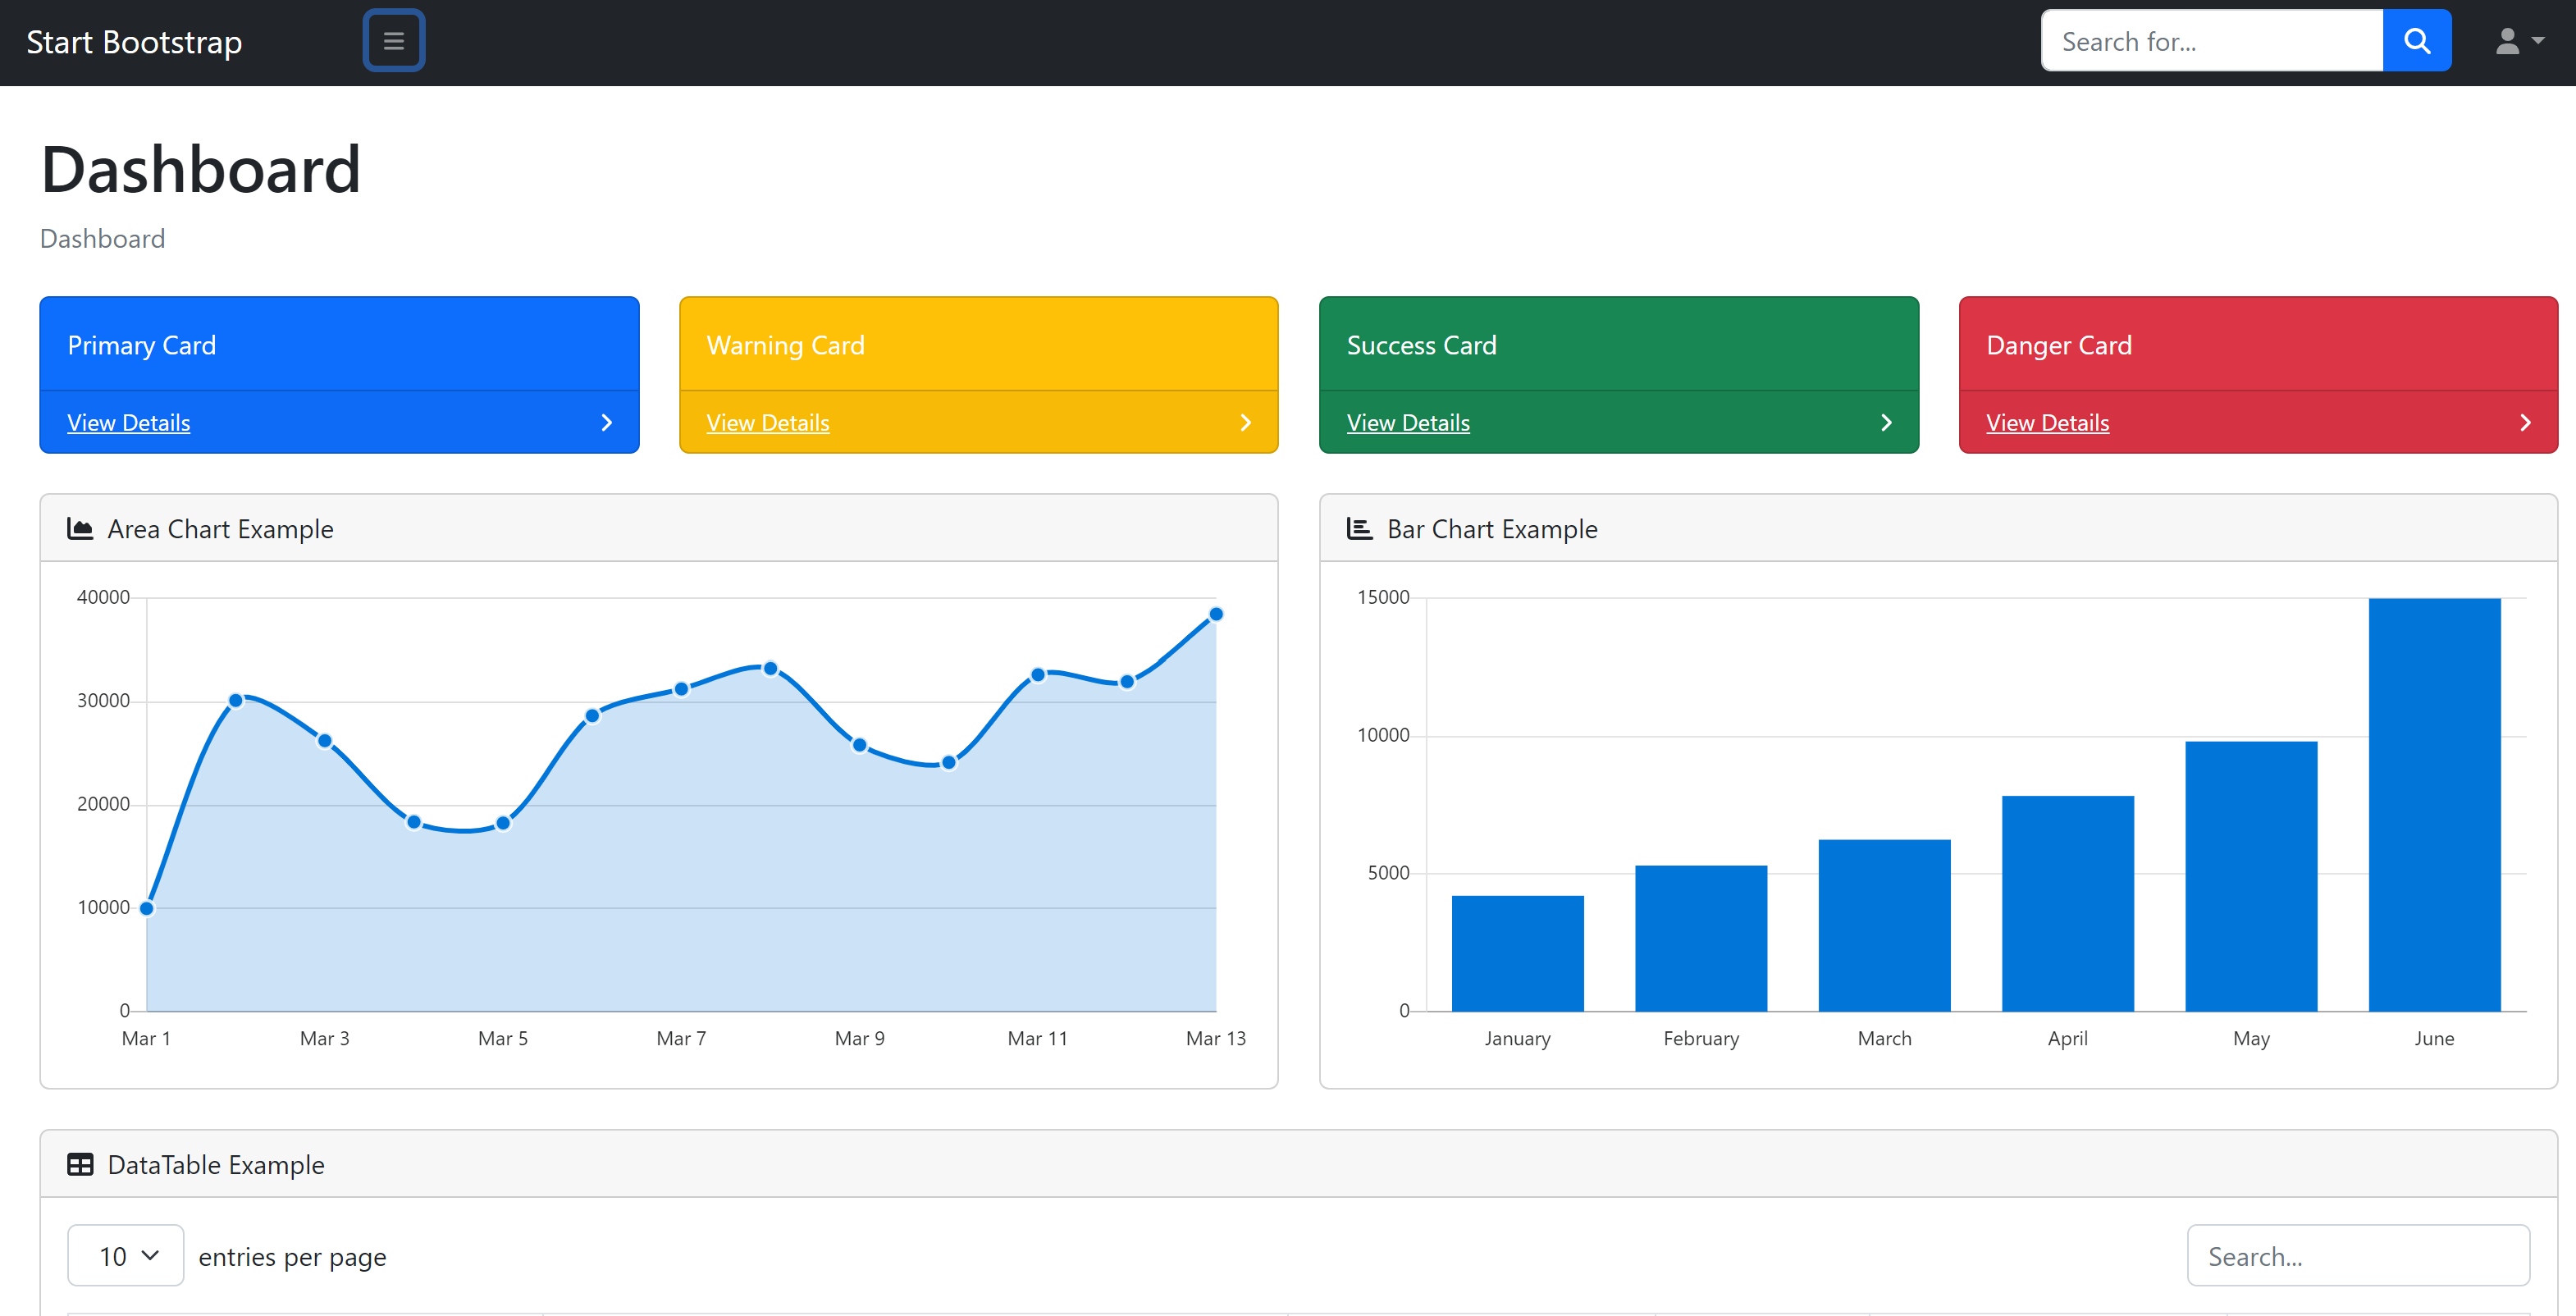 Start Bootstrap
Search for...
Dashboard
Dashboard
Primary Card
View Details
Warning Card
View Details
Success Card
View Details
Danger Card
View Details
Area Chart Example
40000
30000
20000
10000
0
Mar 1 Mar 3 Mar 5 Mar 7 Mar 9 Mar 11 Mar 13
Bar Chart Example
15000
10000
5000
0
January February March April May June
DataTable Example
10 entries per page
Search...